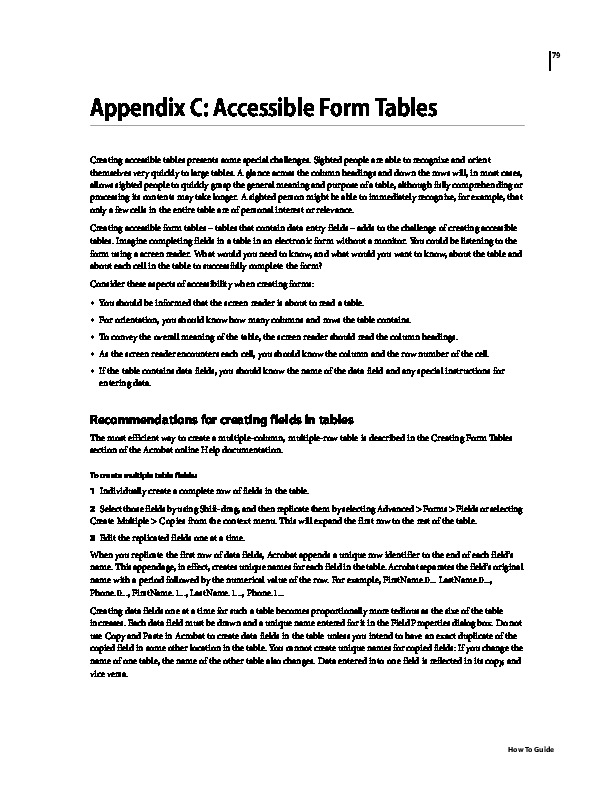 79
Appendix C: Accessible Form Tables
Creating accessible tables presents some special challenges. Sighted people are able to recognize and orient
themselves very quickly to large tables. A glance across the column headings and down the rows will, in most cases,
allows sighted people to quickly grasp the general meaning and purpose of a table, although fully comprehending or
processing its contents may take longer. A sighted person might be able to immediately recognize, for example, that
only a few cells in the entire table are of personal interest or relevance.
Creating accessible form tables – tables that contain data entry fields – adds to the challenge of creating accessible
tables. Imagine completing fields in a table in an electronic form without a monitor. You could be listening to the
form using a screen reader. What would you need to know, and what would you want to know, about the table and
about each cell in the table to successfully complete the form?
Consider these aspects of accessibility when creating forms:
• You should be informed that the screen reader is about to read a table.
• For orientation, you should know how many columns and rows the table contains.
• To convey the overall meaning of the table, the screen reader should read the column headings.
• As the screen reader encounters each cell, you should know the column and the row number of the cell.
• If the table contains data fields, you should know the name of the data field and any special instructions for
entering data.
Recommendations for creating fields in tables
The most efficient way to create a multiple-column, multiple-row table is described in the Creating Form Tables
section of the Acrobat online Help documentation.
To create multiple table fields:
1 Individually create a complete row of fields in the table.
2 Select those fields by using Shift-drag, and then replicate them by selecting Advanced > Forms > Fields or selecting
Create Multiple > Copies from the context menu. This will expand the first row to the rest of the table.
3 Edit the replicated fields one at a time.
When you replicate the first row of data fields, Acrobat appends a unique row identifier to the end of each field's
name. This appendage, in effect, creates unique names for each field in the table. Acrobat separates the field's original
name with a period followed by the numerical value of the row. For example, FirstName.0... LastName.0...,
Phone.0..., FirstName.1..., LastName.1..., Phone.1...
Creating data fields one at a time for such a table becomes proportionally more tedious as the size of the table
increases. Each data field must be drawn and a unique name entered for it in the Field Properties dialog box. Do not
use Copy and Paste in Acrobat to create data fields in the table unless you intend to have an exact duplicate of the
copied field in some other location in the table. You cannot create unique names for copied fields: If you change the
name of one table, the name of the other table also changes. Data entered into one field is reflected in its copy, and
vice versa.
How To Guide